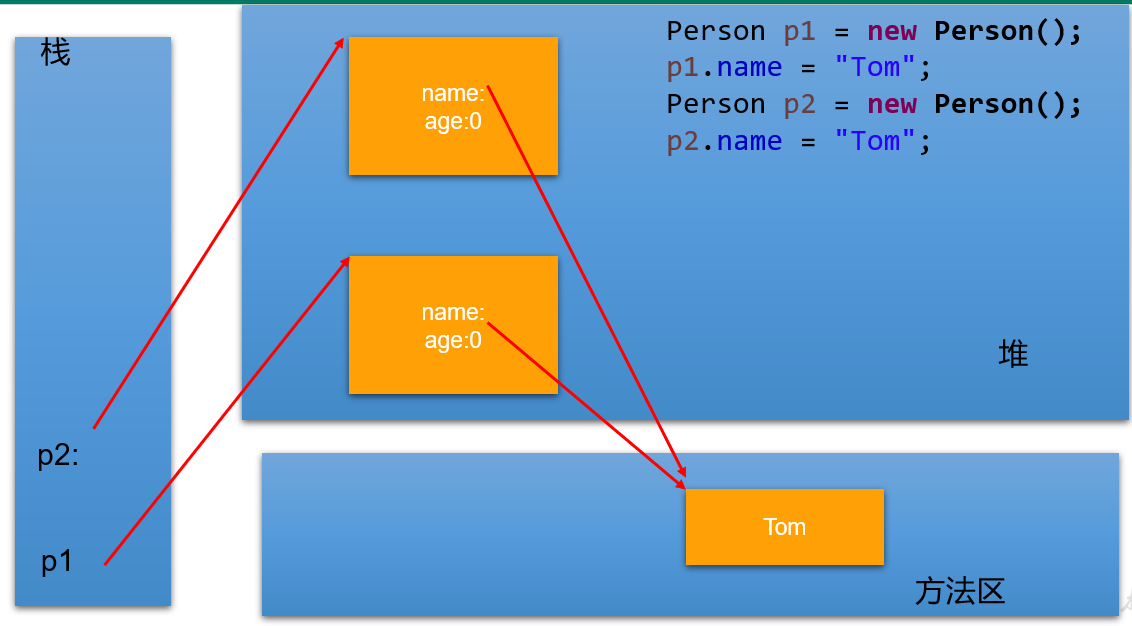 栈
Person p1 = new Person();
p1.name = "Tom";
Person p2 = new Person();
p2.name = "Tom";
name:
age:0
name:
age:0
堆
p2:
p1
Tom
方法区